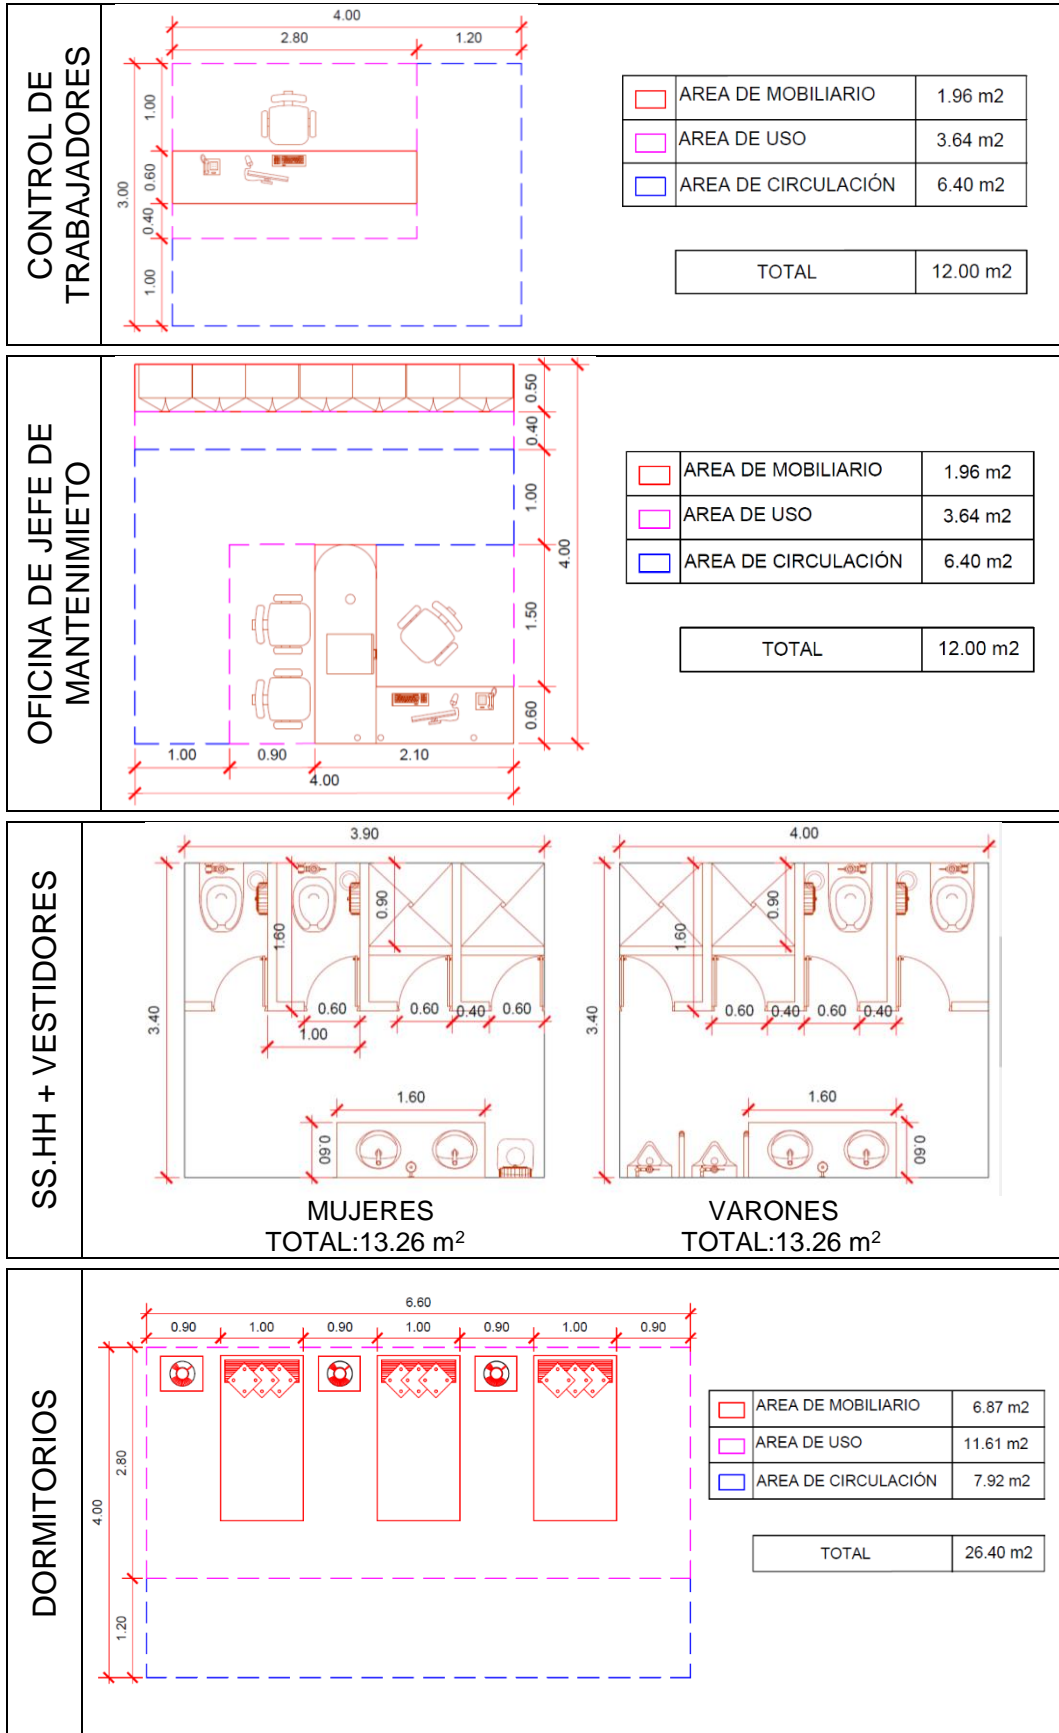 CONTROL DE
TRABAJADORES
4.00
2.80
1.20
1.00
0.60
3.00
0.40
1.00
AREA DE MOBILIARIO 1.96 m2
AREA DE USO 3.64 m2
AREA DE CIRCULACIÓN 6.40 m2
TOTAL 12.00 m2
OFICINA DE JEFE DE
MANTENIMIETO
0.50
0.40
1.00
4.00
1.50
0.60
1.00
0.90
2.10
4.00
AREA DE MOBILIARIO 1.96 m2
AREA DE USO 3.64 m2
AREA DE CIRCULACIÓN 6.40 m2
TOTAL 12.00 m2
SS.HH + VESTIDORES
3.90
0.90
1.60
3.40
0.60
0.60
0.40
0.60
1.00
1.60
0.60
MUJERES
TOTAL:13.26 m²
4.00
0.90
1.60
3.40
0.60
0.40
0.60
0.40
1.60
0.60
VARONES
TOTAL:13.26 m²
DORMITORIOS
6.60
0.90
1.00
0.90
1.00
0.90
1.00
0.90
2.80
4.00
1.20
AREA DE MOBILIARIO 6.87 m2
AREA DE USO 11.61 m2
AREA DE CIRCULACIÓN 7.92 m2
TOTAL 26.40 m2